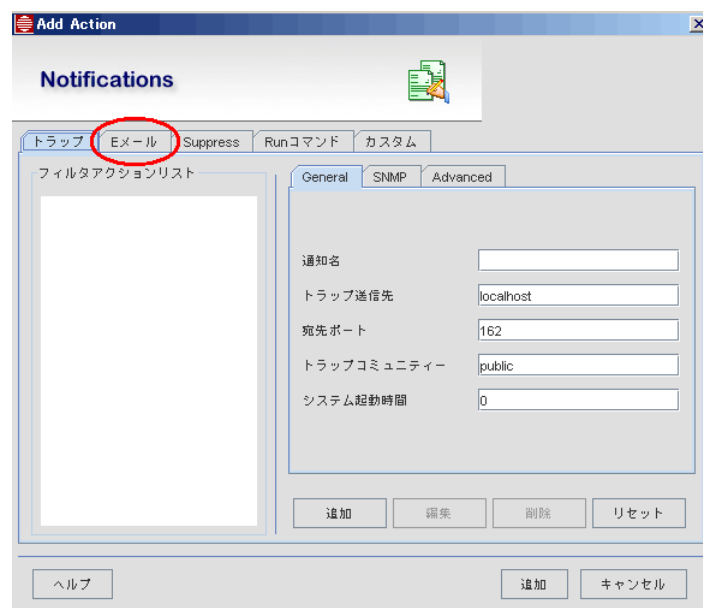 Add Action
Notifications
トラップ Eメール Suppress Runコマンド カスタム
フィルタアクションリスト
General SNMP Advanced
通知名
トラップ送信先 localhost
宛先ポート 162
トラップコミュニティー public
システム起動時間 0
追加 編集 削除 リセット
ヘルプ 追加 キャンセル